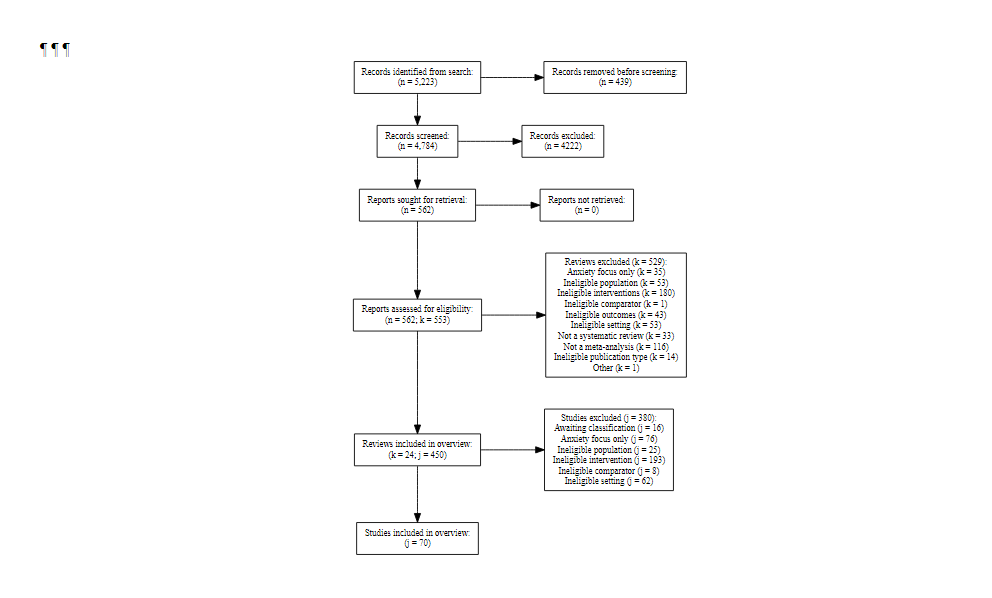 ¶ ¶ ¶
Records identified from search:
(n = 5,223)
Records removed before screening:
(n = 439)
Records screened:
(n = 4,784)
Records excluded:
(n = 4222)
Reports sought for retrieval:
(n = 562)
Reports not retrieved:
(n = 0)
Reviews excluded (k = 529):
Anxiety focus only (k = 35)
Ineligible population (k = 53)
Ineligible interventions (k = 180)
Ineligible comparator (k = 1)
Ineligible outcomes (k = 43)
Ineligible setting (k = 53)
Not a systematic review (k = 33)
Not a meta-analysis (k = 116)
Ineligible publication type (k = 14)
Other (k = 1)
Reports assessed for eligibility:
(n = 562; k = 553)
Studies excluded (j = 380):
Awaiting classification (j = 16)
Anxiety focus only (j = 76)
Ineligible population (j = 25)
Ineligible intervention (j = 193)
Ineligible comparator (j = 8)
Ineligible setting (j = 62)
Reviews included in overview:
(k = 24; j = 450)
Studies included in overview:
(j = 70)